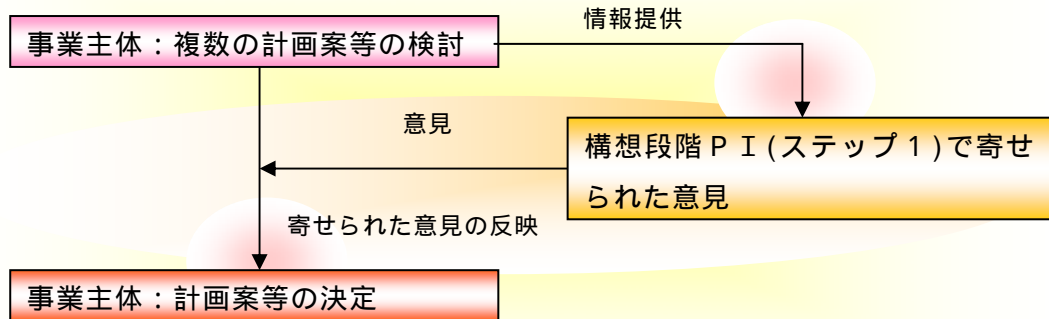 情報提供
事業主体：複数の計画案等の検討
意見
構想段階ＰＩ(ステップ１)で寄せ
られた意見
寄せられた意見の反映
事業主体：計画案等の決定